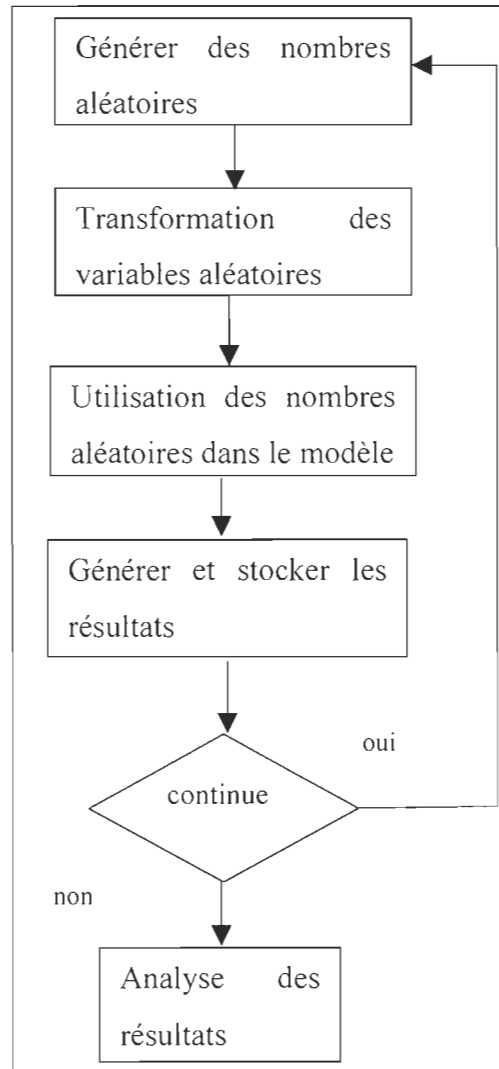 Générer des nombres
aléatoires
Transformation des
variables aléatoires
Utilisation des nombres
aléatoires dans le modèle
Générer et stocker les
résultats
oui
continue
non
Analyse des
résultats